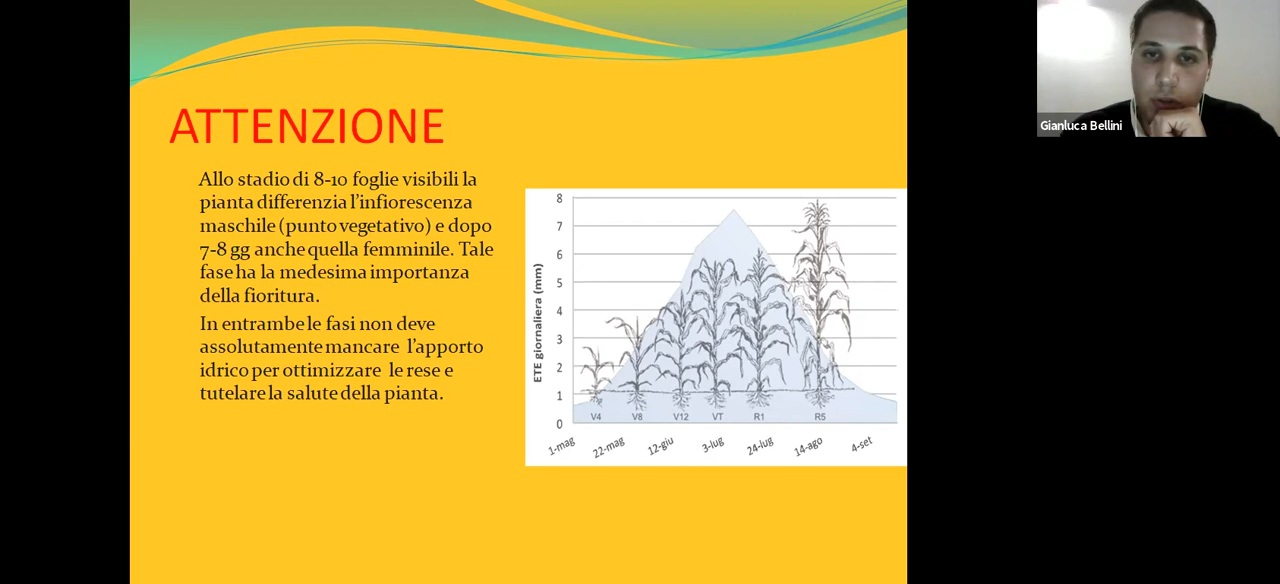 ATTENZIONE
Allo stadio di 8-10 foglie visibili la
pianta differenzia l'infiorescenza
maschile (punto vegetativo) e dopo
7-8 gg anche quella femminile. Tale
fase ha la medesima importanza
della fioritura.
In entrambe le fasi non deve
assolutamente mancare l'apporto
idrico per ottimizzare le rese e
tutelare la salute della pianta.
ETE giornaliera (mm)
8
7
6
5
4
3
2
1
0
V4 V8 V12 VT R1 R5
1-mag 22-mag 12-giu 3-lug 24-lug 14-ago 4-set
Gianluca Bellini